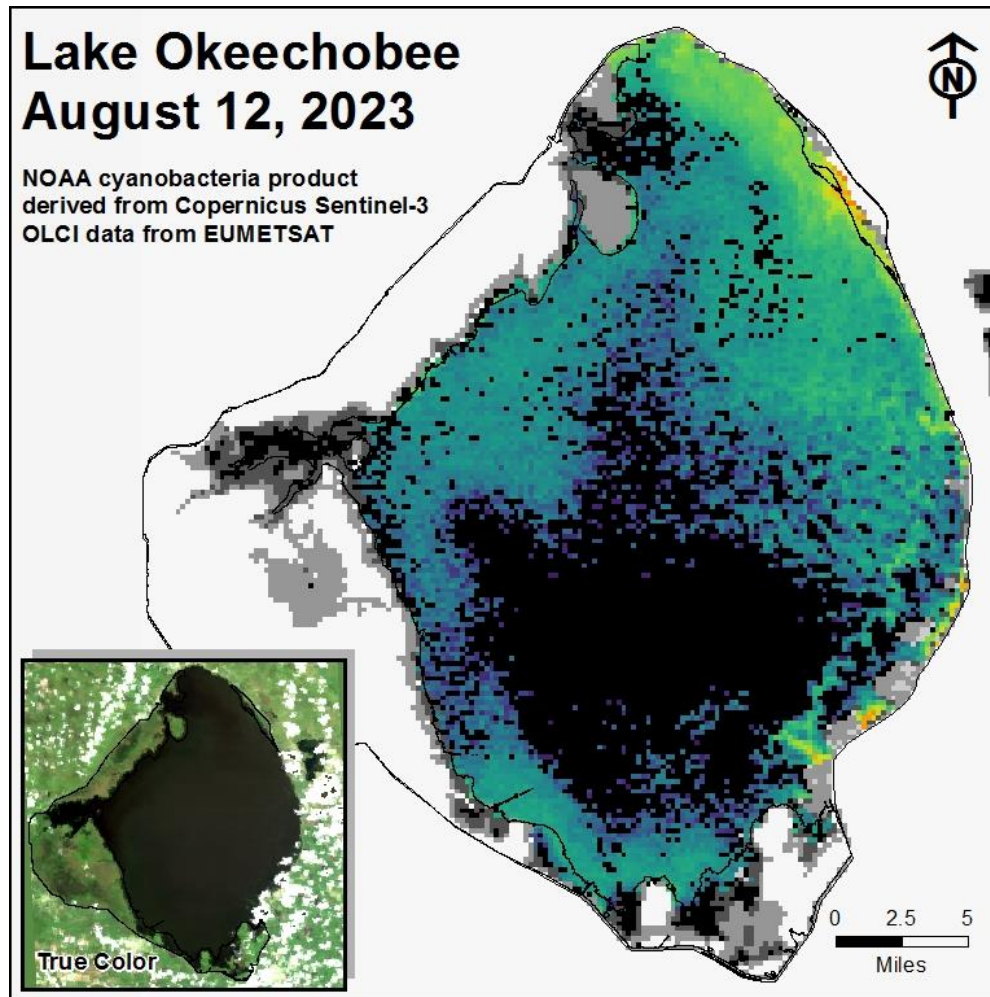 Lake Okeechobee
August 12, 2023
NOAA cyanobacteria product
derived from Copernicus Sentinel-3
OLCI data from EUMETSAT
N
True Color
0 2.5 5
Miles